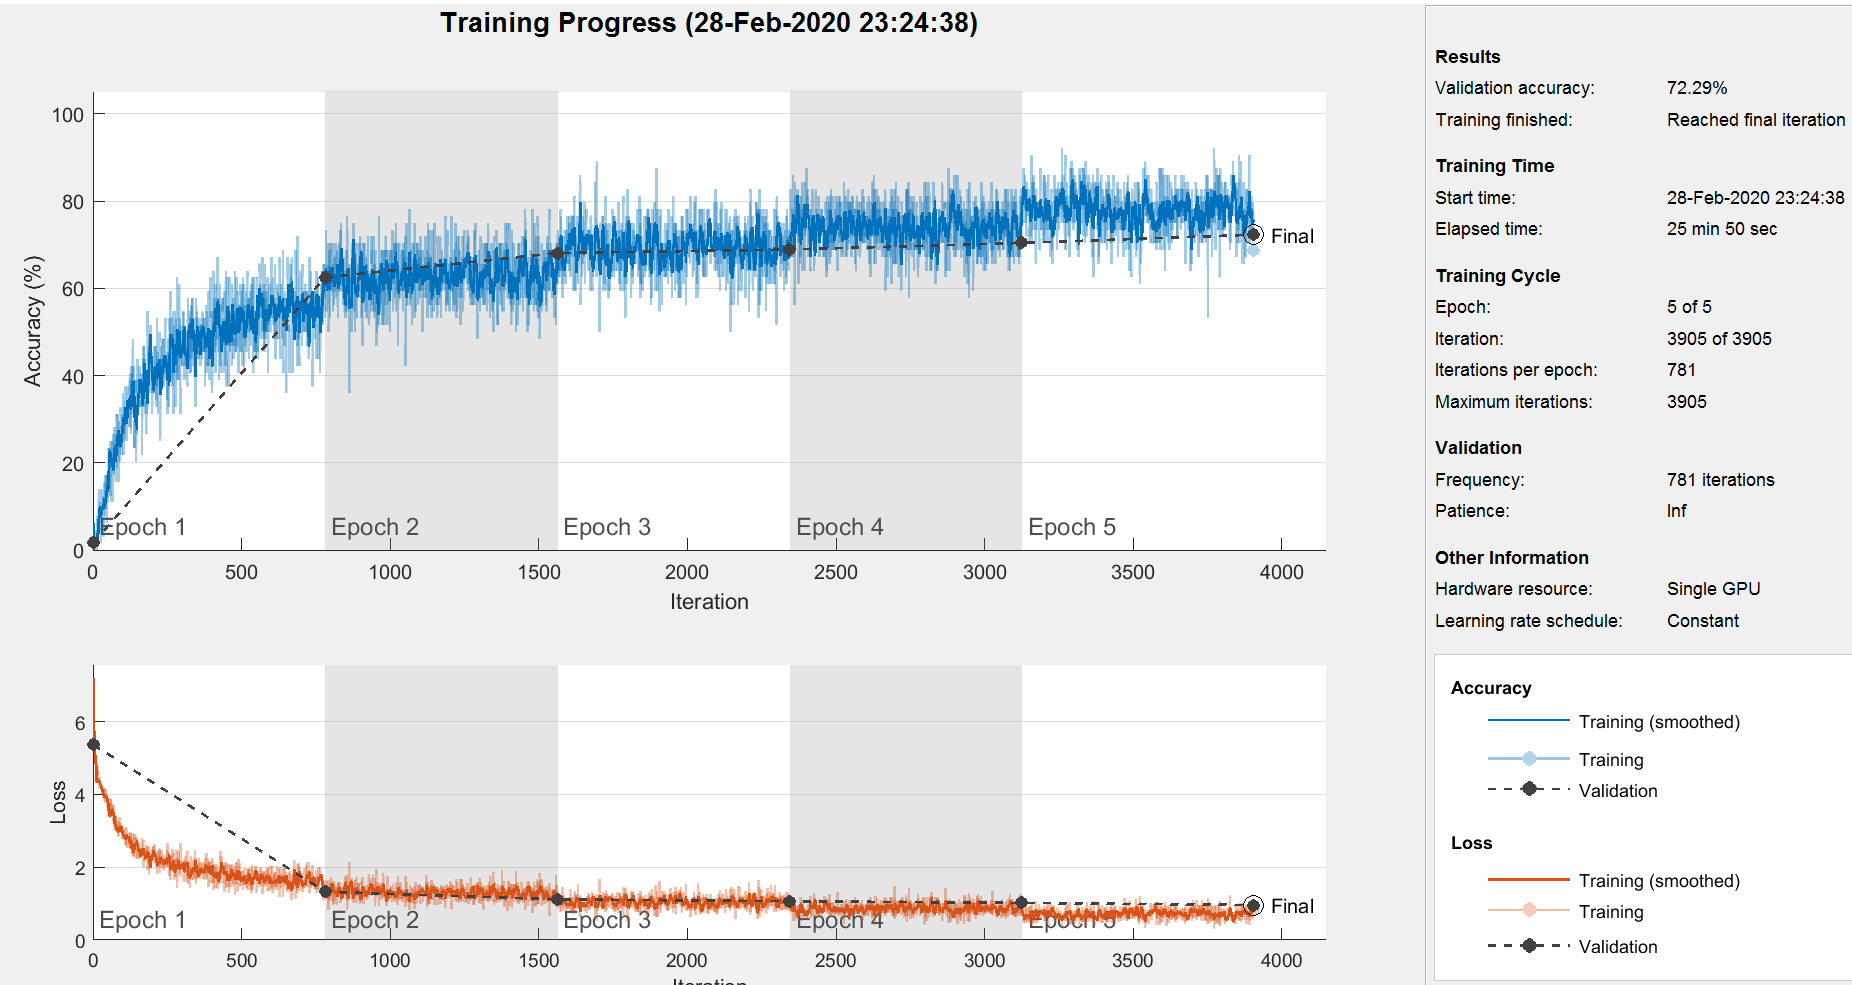 Training Progress (28-Feb-2020 23:24:38)
100
80
60
40
20
0
Accuracy (%)
Epoch 1
Epoch 2
Epoch 3
Epoch 4
Epoch 5
Final
0 500 1000 1500 2000 2500 3000 3500 4000
Iteration
6
4
2
0
Loss
Epoch 1
Epoch 2
Epoch 3
Epoch 4
Epoch 5
Final
0 500 1000 1500 2000 2500 3000 3500 4000
Iteration
Results
Validation accuracy: 72.29%
Training finished: Reached final iteration
Training Time
Start time: 28-Feb-2020 23:24:38
Elapsed time: 25 min 50 sec
Training Cycle
Epoch: 5 of 5
Iteration: 3905 of 3905
Iterations per epoch: 781
Maximum iterations: 3905
Validation
Frequency: 781 iterations
Patience: Inf
Other Information
Hardware resource: Single GPU
Learning rate schedule: Constant
Accuracy
Training (smoothed)
Training
Validation
Loss
Training (smoothed)
Training
Validation